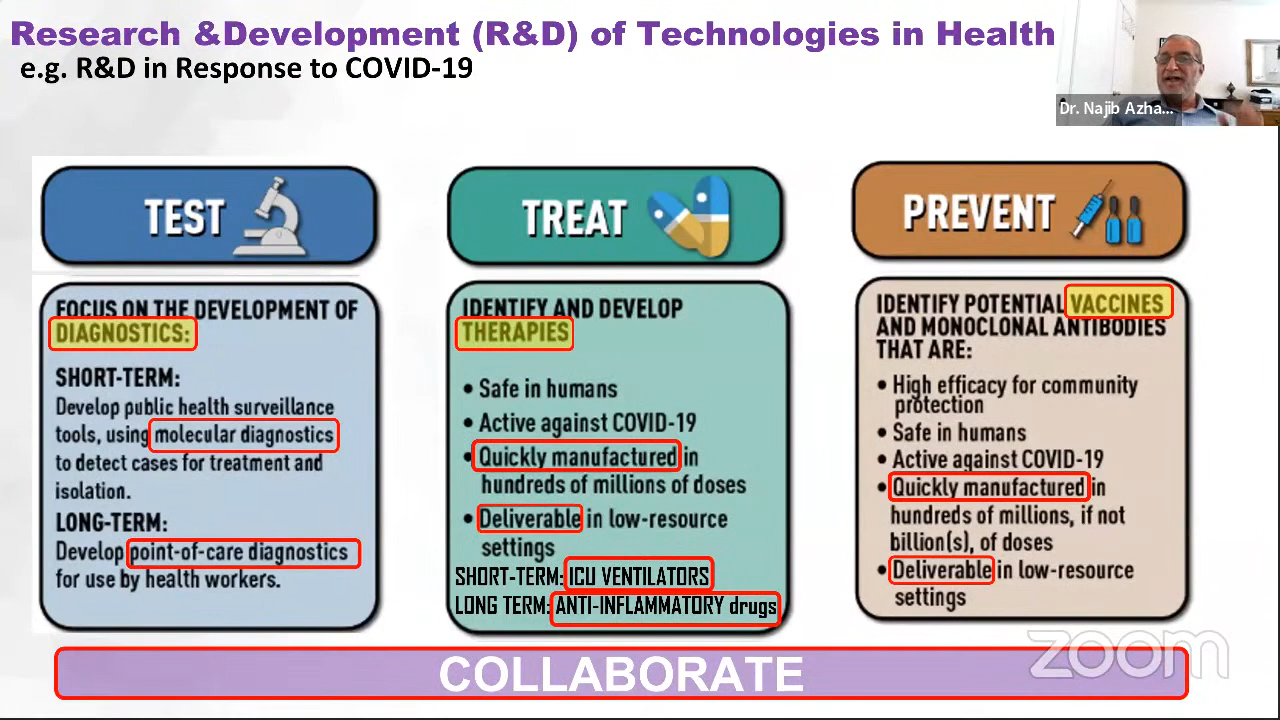 Research &Development (R&D) of Technologies in Health
e.g. R&D in Response to COVID-19
Dr. Najib Azha...
TEST
FOCUS ON THE DEVELOPMENT OF
DIAGNOSTICS:
SHORT-TERM:
Develop public health surveillance
tools, using molecular diagnostics
to detect cases for treatment and
isolation.
LONG-TERM:
Develop point-of-care diagnostics
for use by health workers.
TREAT
IDENTIFY AND DEVELOP
THERAPIES
• Safe in humans
• Active against COVID-19
• Quickly manufactured in
hundreds of millions of doses
• Deliverable in low-resource
settings
SHORT-TERM: ICU VENTILATORS
LONG TERM: ANTI-INFLAMMATORY drugs
PREVENT
IDENTIFY POTENTIAL VACCINES
AND MONOCLONAL ANTIBODIES
THAT ARE:
• High efficacy for community
protection
• Safe in humans
• Active against COVID-19
• Quickly manufactured in
hundreds of millions, if not
billion(s), of doses
• Deliverable in low-resource
settings
COLLABORATE
zoom